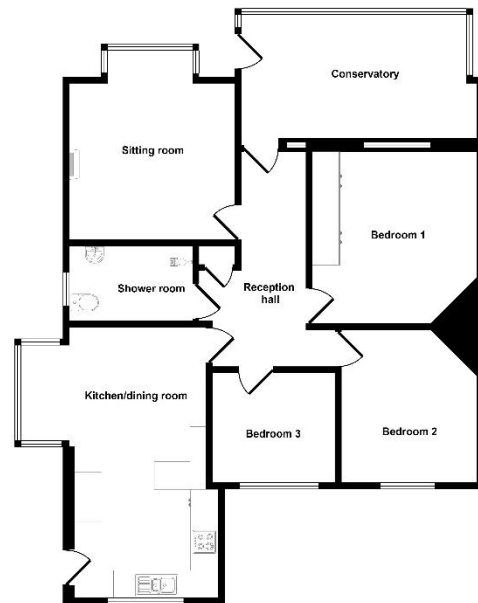 Conservatory
Sitting room
Bedroom 1
Shower room
Reception
hall
Kitchen/dining room
Bedroom 3
Bedroom 2